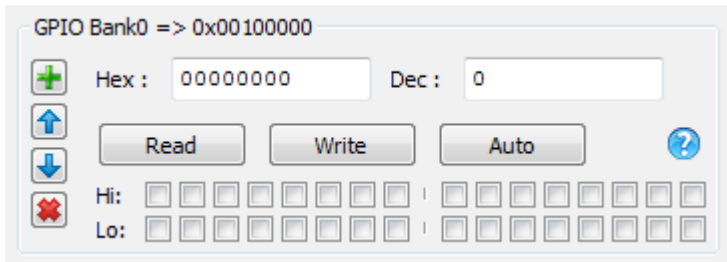 GPIO Bank0 => 0x00100000
Hex : 00000000 Dec : 0
Read Write Auto ?
Hi:
Lo: